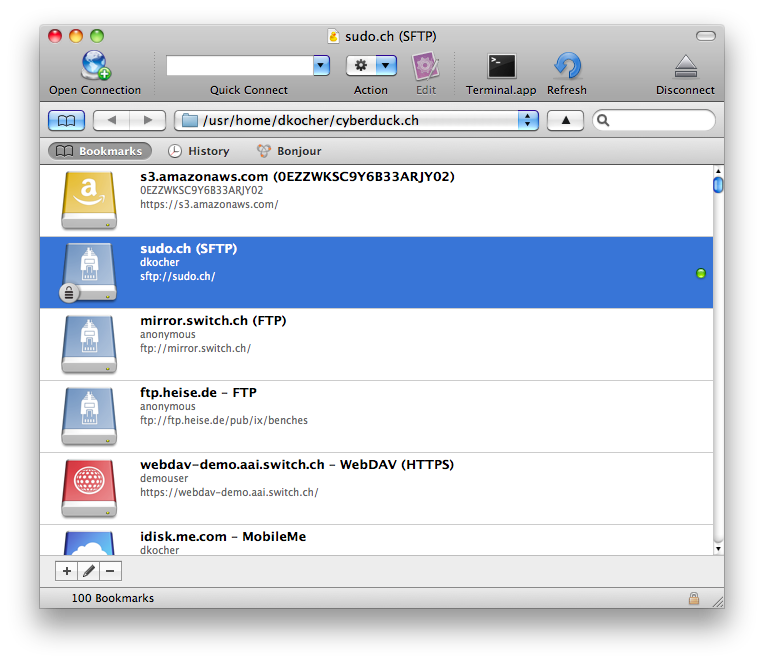 sudo.ch (SFTP)
Open Connection
Quick Connect
Action
Edit
Terminal.app
Refresh
Disconnect
/usr/home/dkocher/cyberduck.ch
Bookmarks
History
Bonjour
s3.amazonaws.com (0EZZWKSC9Y6B33ARJY02)
0EZZWKSC9Y6B33ARJY02
https://s3.amazonaws.com/
sudo.ch (SFTP)
dkocher
sftp://sudo.ch/
mirror.switch.ch (FTP)
anonymous
ftp://mirror.switch.ch/
ftp.heise.de – FTP
anonymous
ftp://ftp.heise.de/pub/ix/benches
webdav-demo.aai.switch.ch – WebDAV (HTTPS)
demouser
https://webdav-demo.aai.switch.ch/
idisk.me.com – MobileMe
dkocher
100 Bookmarks